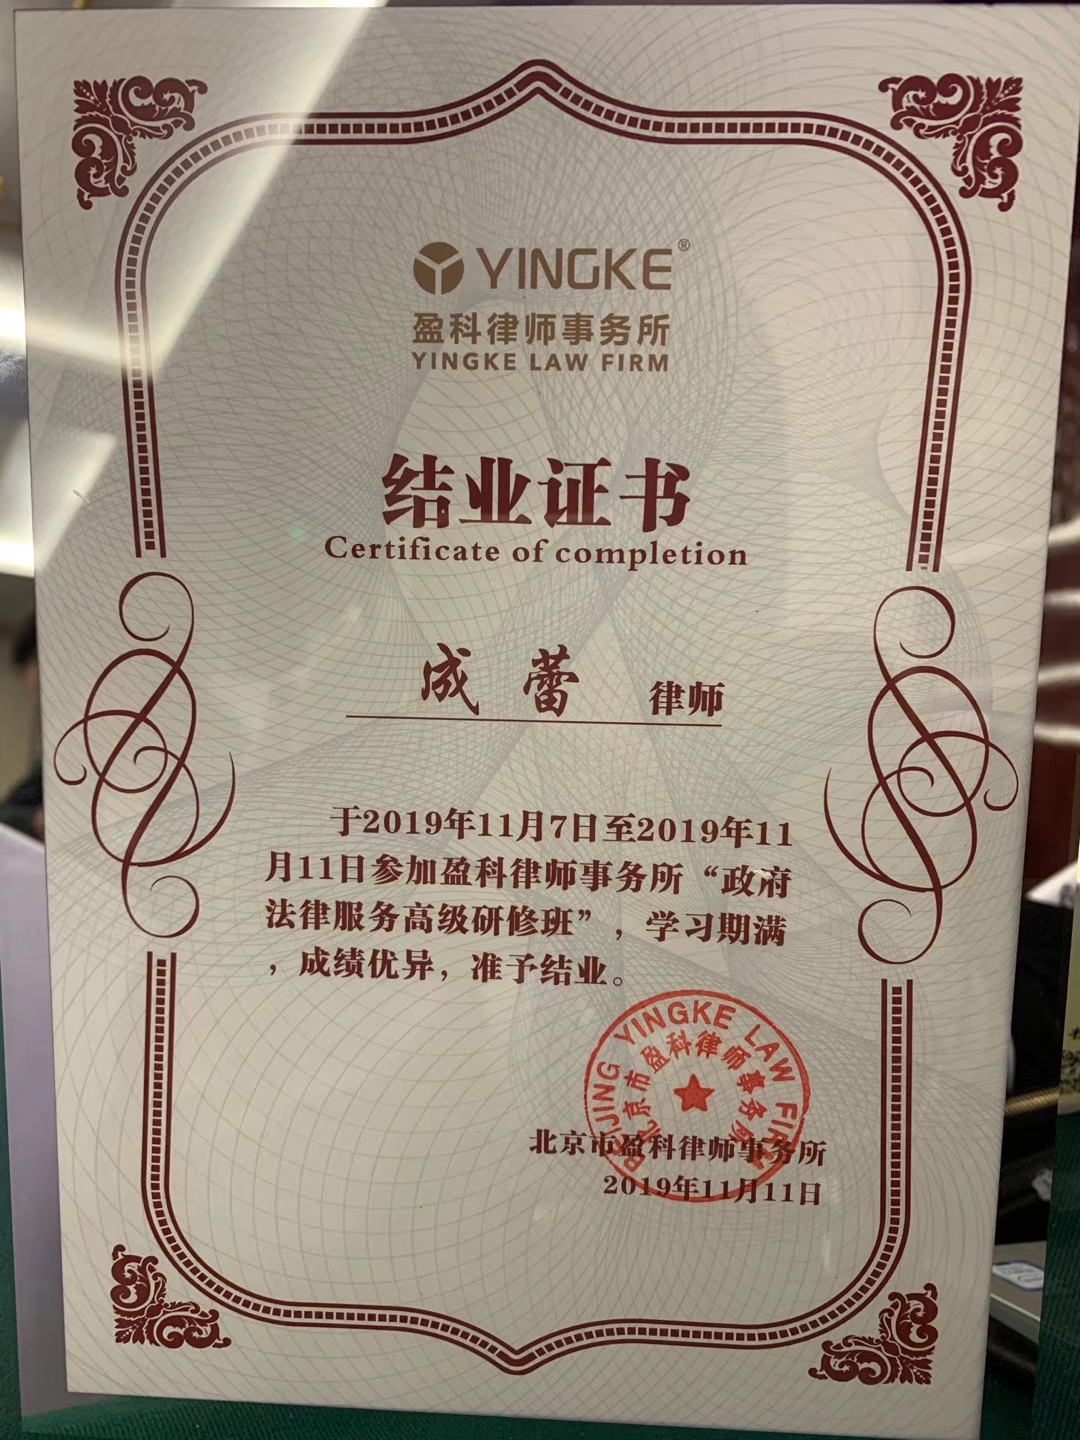 YINGKE®
盈科律师事务所
YINGKE LAW FIRM
结业证书
Certificate of completion
成 蕾 律师
于2019年11月7日至2019年11
月11日参加盈科律师事务所“政府
法律服务高级研修班”，学习期满
，成绩优异，准予结业。
BEIJING YINGKE LAW FIRM
北京市盈科律师事务所
北京市盈科律师事务所
2019年11月11日